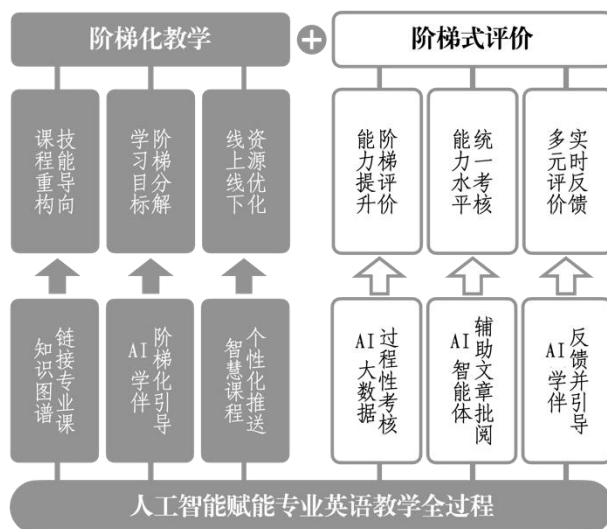 阶梯化教学
+
阶梯式评价
课程重构
技能导向
学习目标
阶梯分解
线上线下
资源优化
能力提升
阶梯评价
能力水平
统一考核
多元评价
实时反馈
知识图谱
链接专业课
AI学伴
阶梯化引导
智慧课程
个性化推送
AI大数据
过程性考核
AI智能体
辅助文章批阅
AI学伴
反馈并引导
人工智能赋能专业英语教学全过程